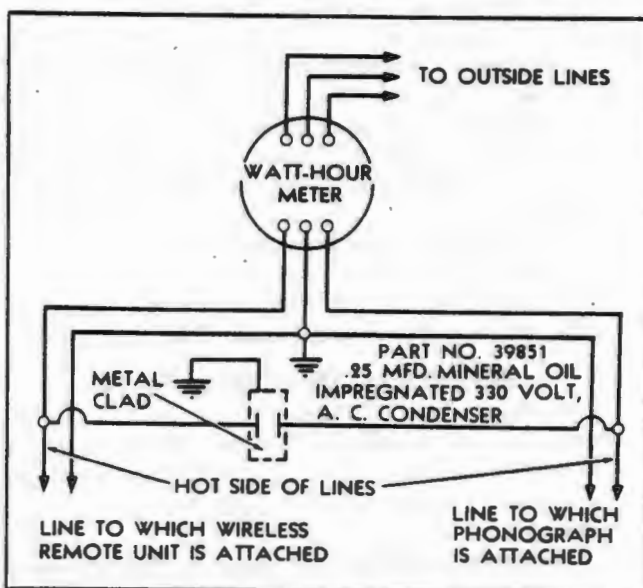 TO OUTSIDE LINES
WATT-HOUR
METER
PART NO. 39851
.25 MFD. MINERAL OIL
IMPREGNATED 330 VOLT,
A. C. CONDENSER
METAL
CLAD
HOT SIDE OF LINES
LINE TO WHICH WIRELESS
REMOTE UNIT IS ATTACHED
LINE TO WHICH
PHONOGRAPH
IS ATTACHED